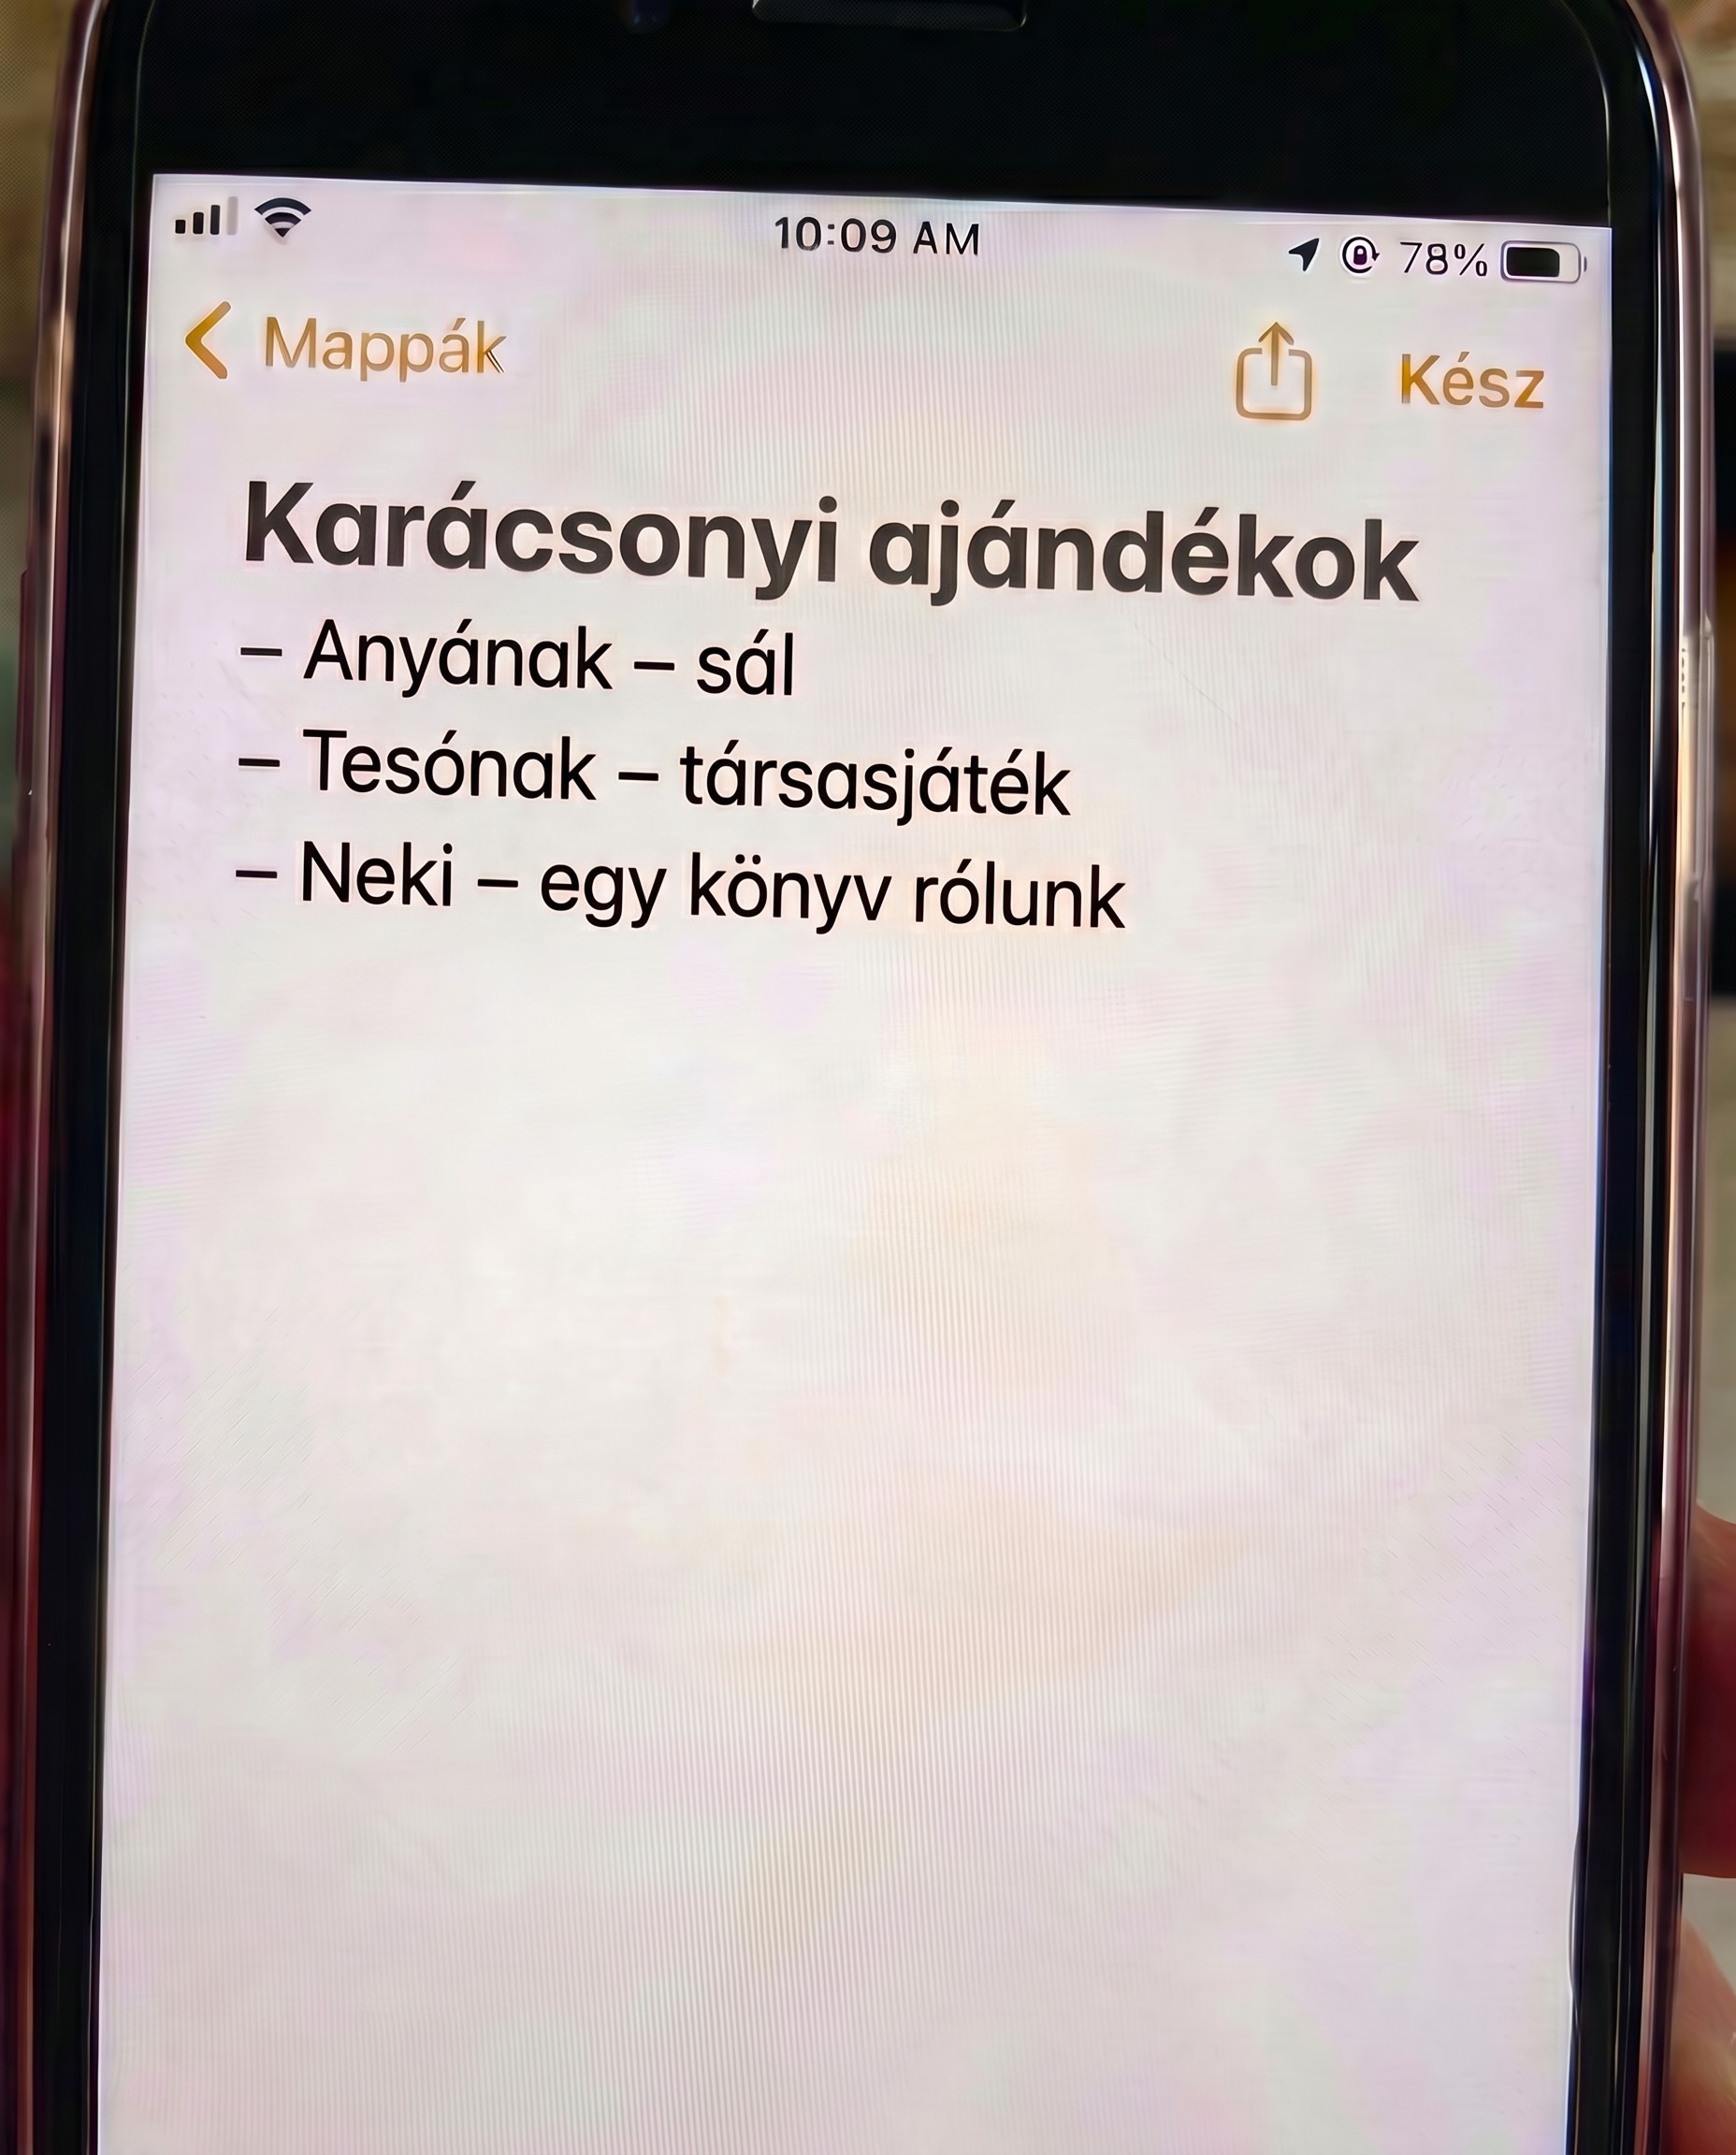 10:09 AM 78%
Mappák Kész
Karácsonyi ajándékok
– Anyának – sál
– Tesónak – társasjáték
– Neki – egy könyv rólunk